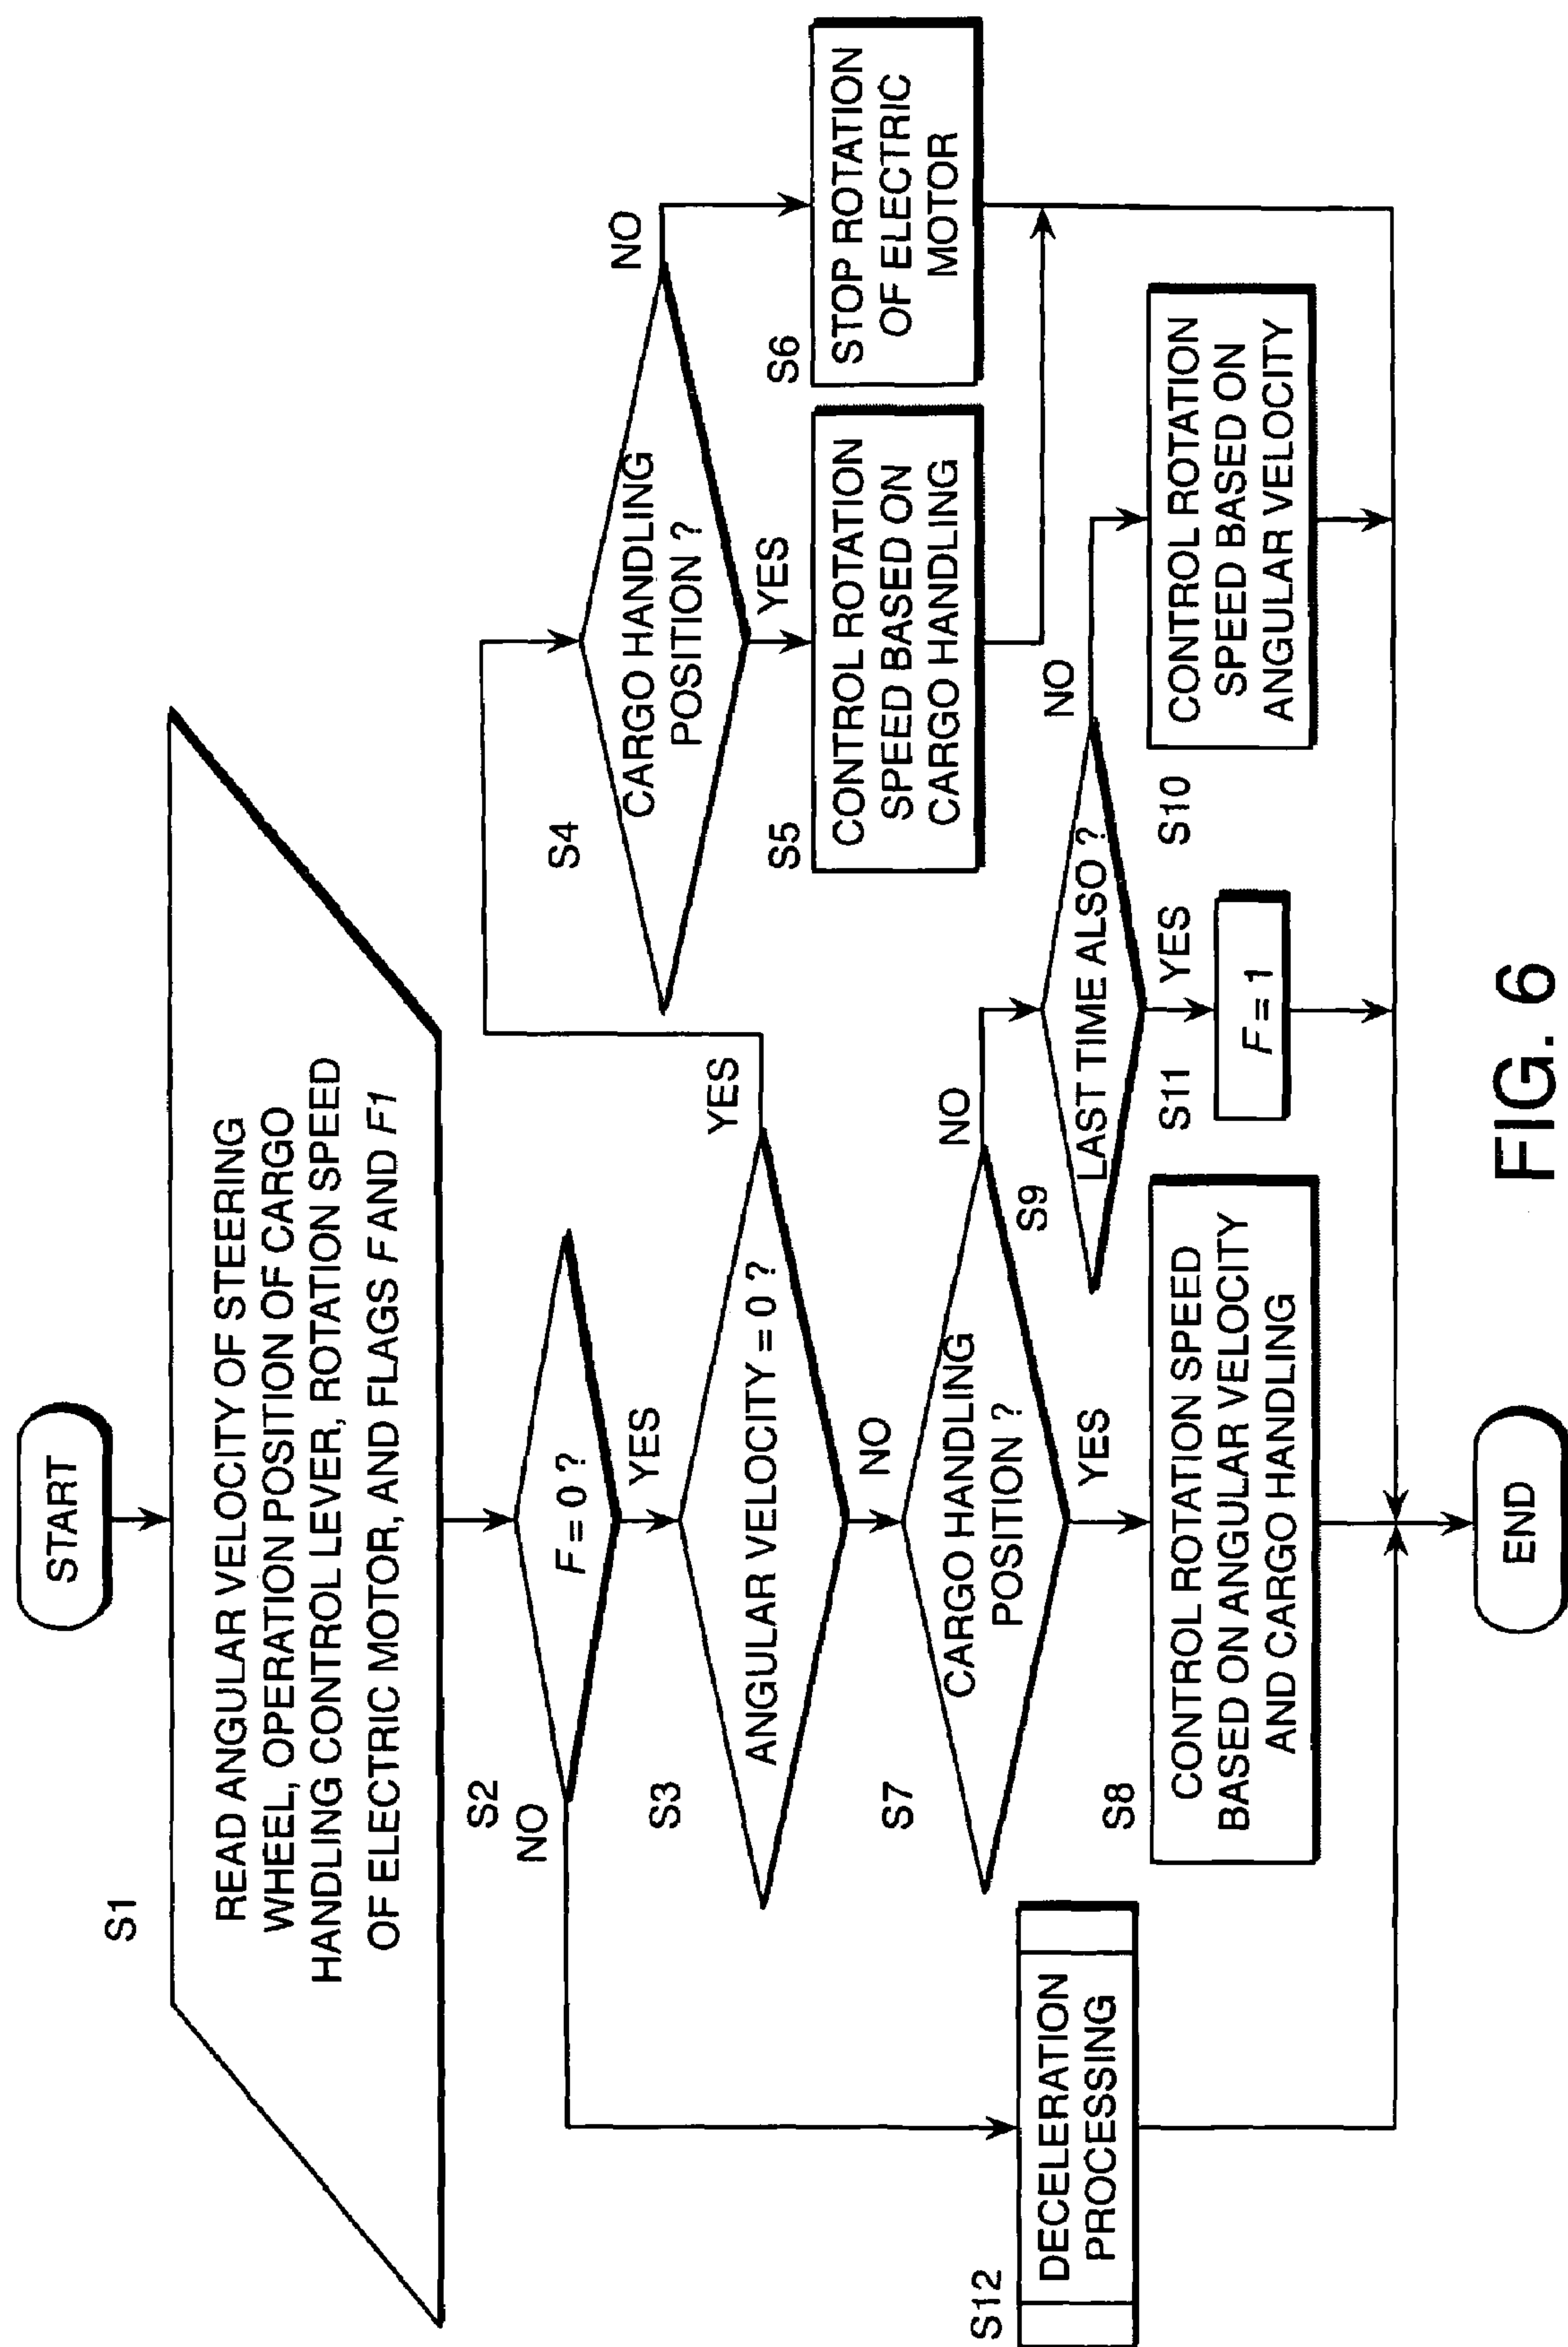 START
S1
READ ANGULAR VELOCITY OF STEERING
WHEEL, OPERATION POSITION OF CARGO
HANDLING CONTROL LEVER, ROTATION SPEED
OF ELECTRIC MOTOR, AND FLAGS F AND F1
S2
F = 0 ?
NO
YES
S3
ANGULAR VELOCITY = 0 ?
YES
NO
S4
CARGO HANDLING
POSITION ?
NO
YES
S5
CONTROL ROTATION
SPEED BASED ON
CARGO HANDLING
S6
STOP ROTATION
OF ELECTRIC
MOTOR
S7
CARGO HANDLING
POSITION ?
NO
YES
S8
CONTROL ROTATION SPEED
BASED ON ANGULAR VELOCITY
AND CARGO HANDLING
S9
LAST TIME ALSO ?
NO
YES
S10
CONTROL ROTATION
SPEED BASED ON
ANGULAR VELOCITY
S11
F = 1
S12
DECELERATION
PROCESSING
END
FIG. 6